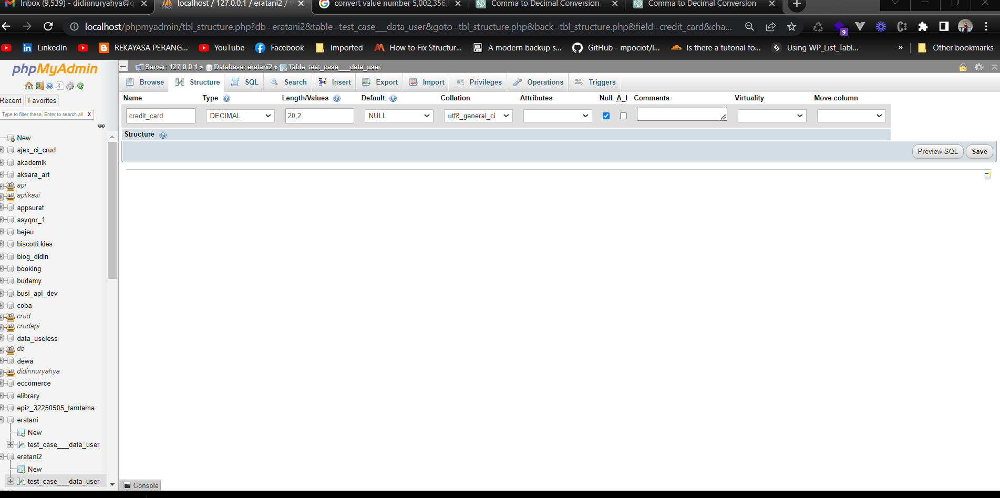 Inbox (9,539) - didinnuryahya@g
localhost / 127.0.0.1 / eratani2 / t
convert value number 5,002,356,8
Comma to Decimal Conversion
Comma to Decimal Conversion
localhost/phpmyadmin/tbl_structure.php?db=eratani2&table=test_case___data_user&goto=tbl_structure.php&back=tbl_structure.php&field=credit_card&cha...
9
LinkedIn
REKAYASA PERANG...
YouTube
Facebook
Imported
How to Fix Structur...
A modern backup s...
GitHub - mpociot/l...
Is there a tutorial fo...
Using WP_List_Tabl...
»
Other bookmarks
phpMyAdmin
Recent
Favorites
Type to filter these, Enter to search all
X
New
ajax_ci_crud
akademik
aksara_art
api
aplikasi
appsurat
asyqor_1
bejeu
biscotti.kies
blog_didin
booking
budemy
busi_api_dev
coba
crud
crudapi
data_useless
db
dewa
didinnuryahya
eccomerce
elibrary
epiz_32250505_tamtama
eratani
New
test_case___data_user
eratani2
New
test_case___data_user
Server: 127.0.0.1 » Database: eratani2 » Table: test_case___data_user
Browse
Structure
SQL
Search
Insert
Export
Import
Privileges
Operations
Triggers
Name
Type
Length/Values
Default
Collation
Attributes
Null
A_I
Comments
Virtuality
Move column
credit_card
DECIMAL
20,2
NULL
utf8_general_ci
Structure
Preview SQL
Save
Console